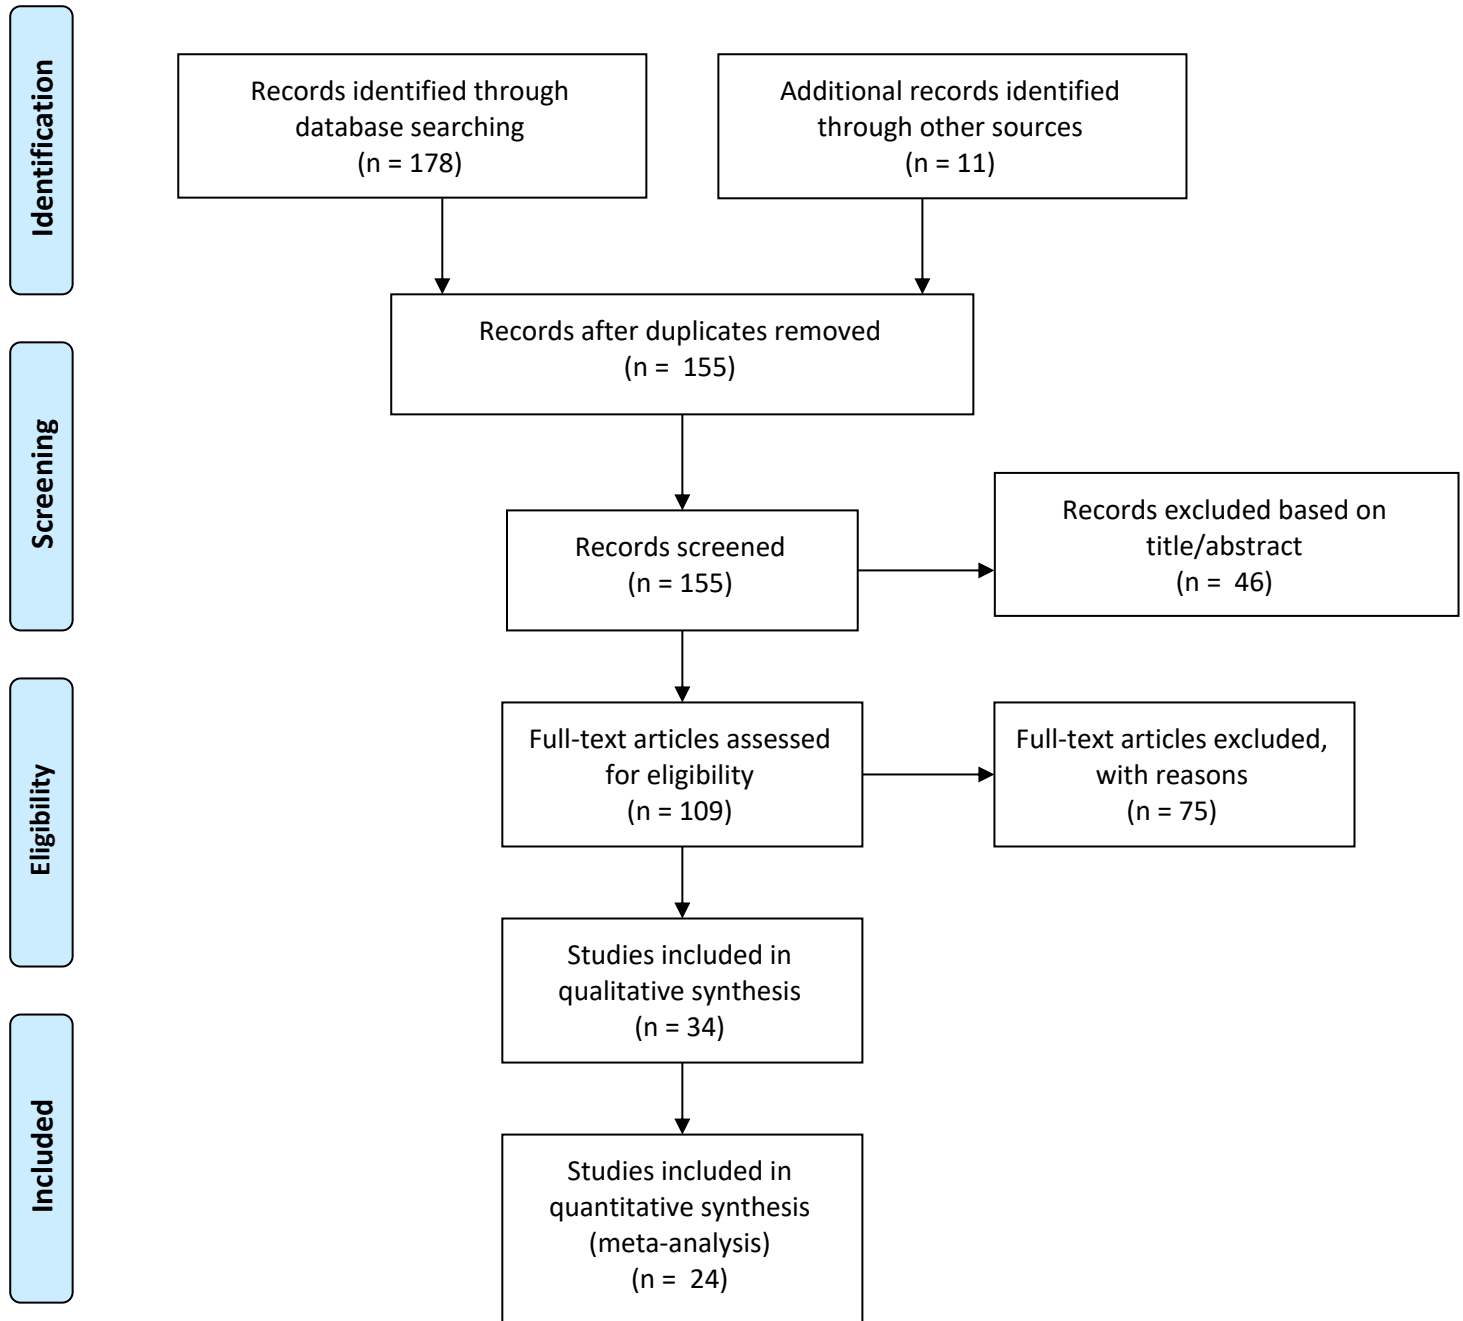 Identification
Records identified through
database searching
(n = 178)
Additional records identified
through other sources
(n = 11)
Records after duplicates removed
(n =  155)
Screening
Records screened
(n = 155)
Records excluded based on
title/abstract
(n =  46)
Eligibility
Full-text articles assessed
for eligibility
(n = 109)
Full-text articles excluded,
with reasons
(n = 75)
Studies included in
qualitative synthesis
(n = 34)
Included
Studies included in
quantitative synthesis
(meta-analysis)
(n =  24)